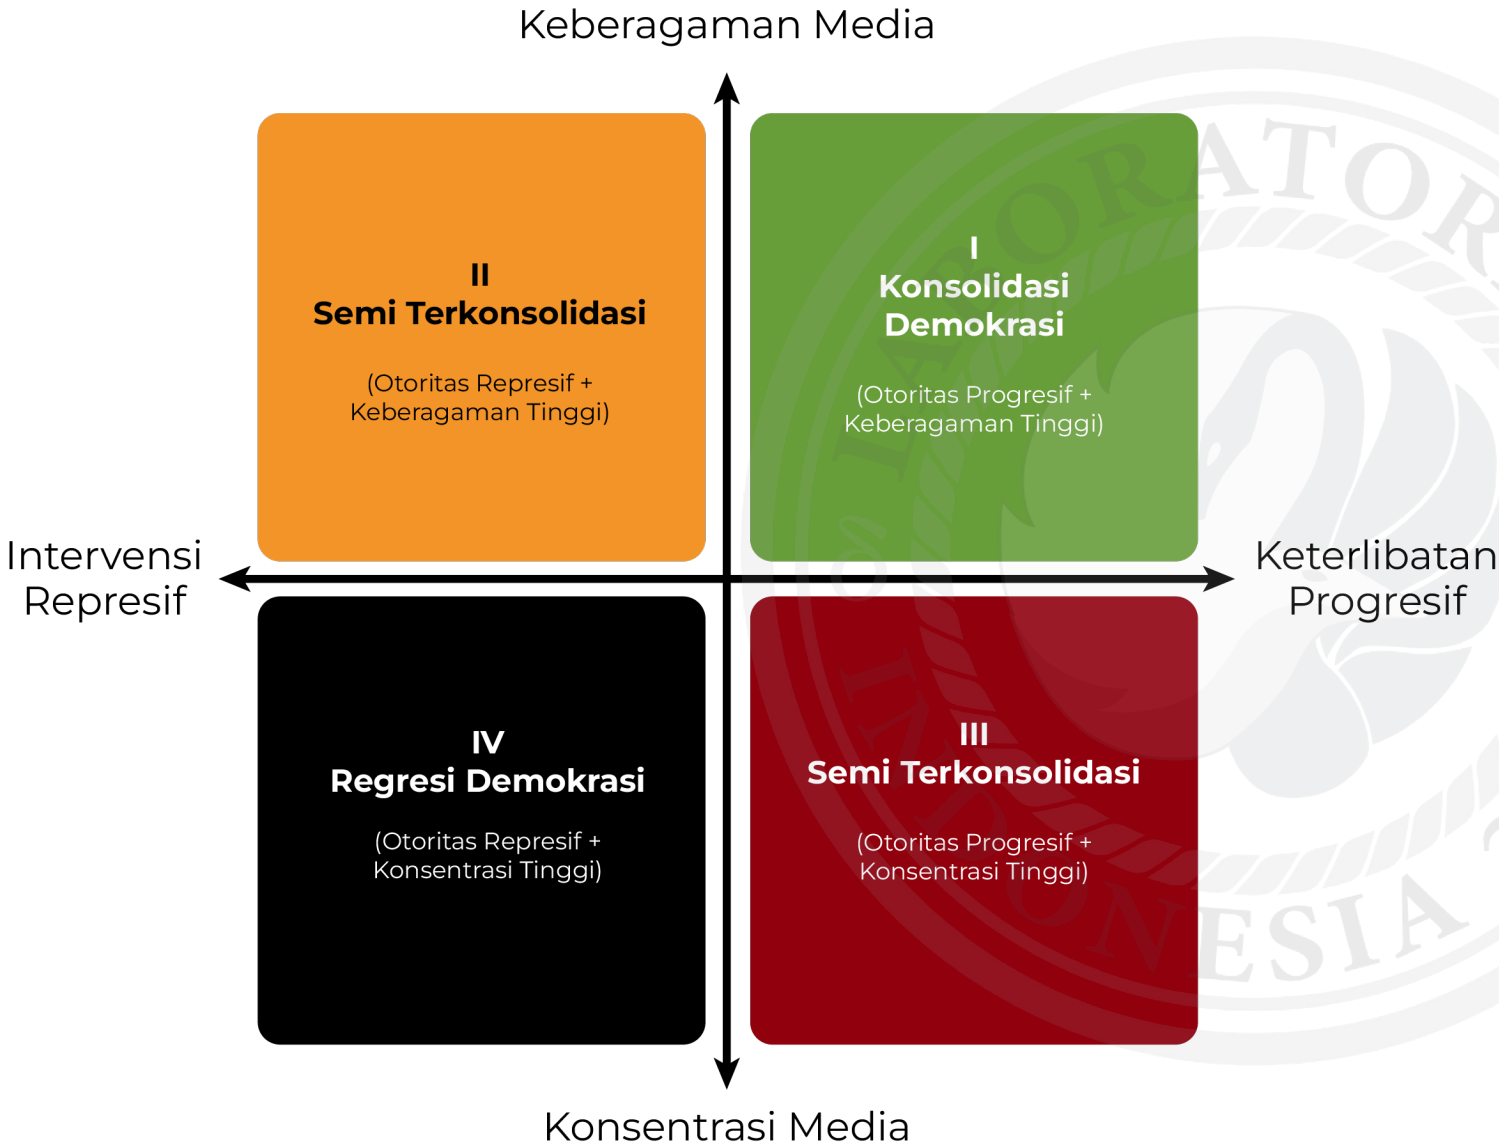 Keberagaman Media
II
Semi Terkonsolidasi
(Otoritas Represif +
Keberagaman Tinggi)
I
Konsolidasi
Demokrasi
(Otoritas Progresif +
Keberagaman Tinggi)
Intervensi
Represif
Keterlibatan
Progresif
IV
Regresi Demokrasi
(Otoritas Represif +
Konsentrasi Tinggi)
III
Semi Terkonsolidasi
(Otoritas Progresif +
Konsentrasi Tinggi)
Konsentrasi Media
INDONESIA